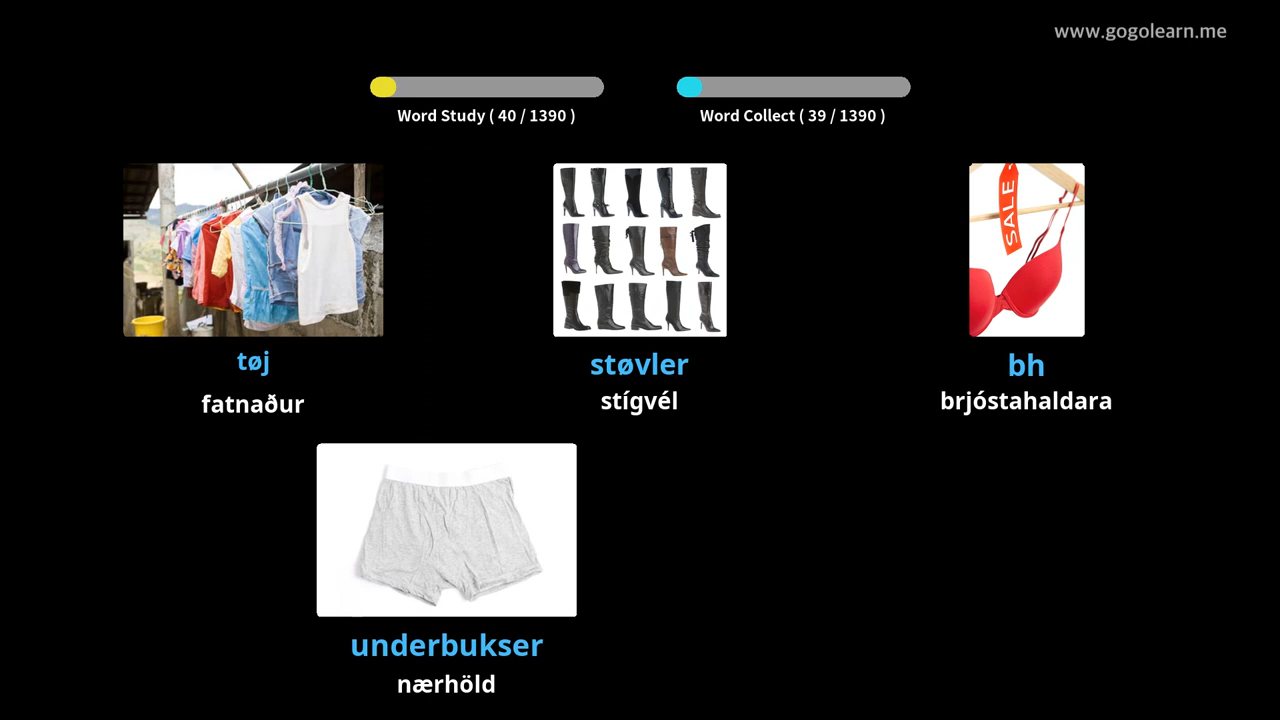 www.gogolearn.me
Word Study ( 40 / 1390 )
Word Collect ( 39 / 1390 )
SALE
tøj
støvler
bh
fatnaður
stígvél
brjóstahaldara
underbukser
nærhöld